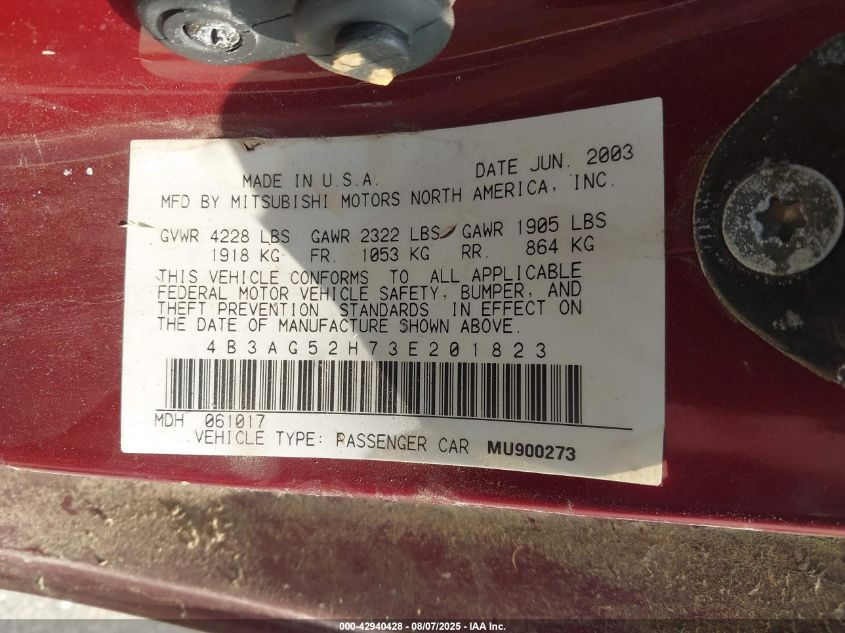 MADE IN U.S.A. DATE JUN. 2003
MFD BY MITSUBISHI MOTORS NORTH AMERICA, INC.
GVWR 4228 LBS GAWR 2322 LBS GAWR 1905 LBS
1918 KG FR. 1053 KG RR. 864 KG
THIS VEHICLE CONFORMS TO ALL APPLICABLE
FEDERAL MOTOR VEHICLE SAFETY, BUMPER, AND
THEFT PREVENTION STANDARDS IN EFFECT ON
THE DATE OF MANUFACTURE SHOWN ABOVE.
4B3AG52H73E201823
MDH 061017
VEHICLE TYPE: PASSENGER CAR MU900273
000-42940428 - 08/07/2025 - IAA Inc.